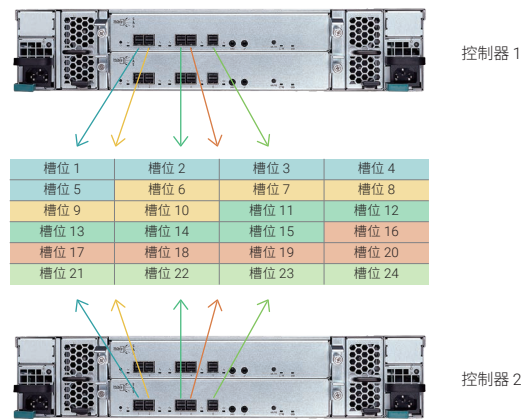 控制器 1
槽位 1 槽位 2 槽位 3 槽位 4
槽位 5 槽位 6 槽位 7 槽位 8
槽位 9 槽位 10 槽位 11 槽位 12
槽位 13 槽位 14 槽位 15 槽位 16
槽位 17 槽位 18 槽位 19 槽位 20
槽位 21 槽位 22 槽位 23 槽位 24
控制器 2